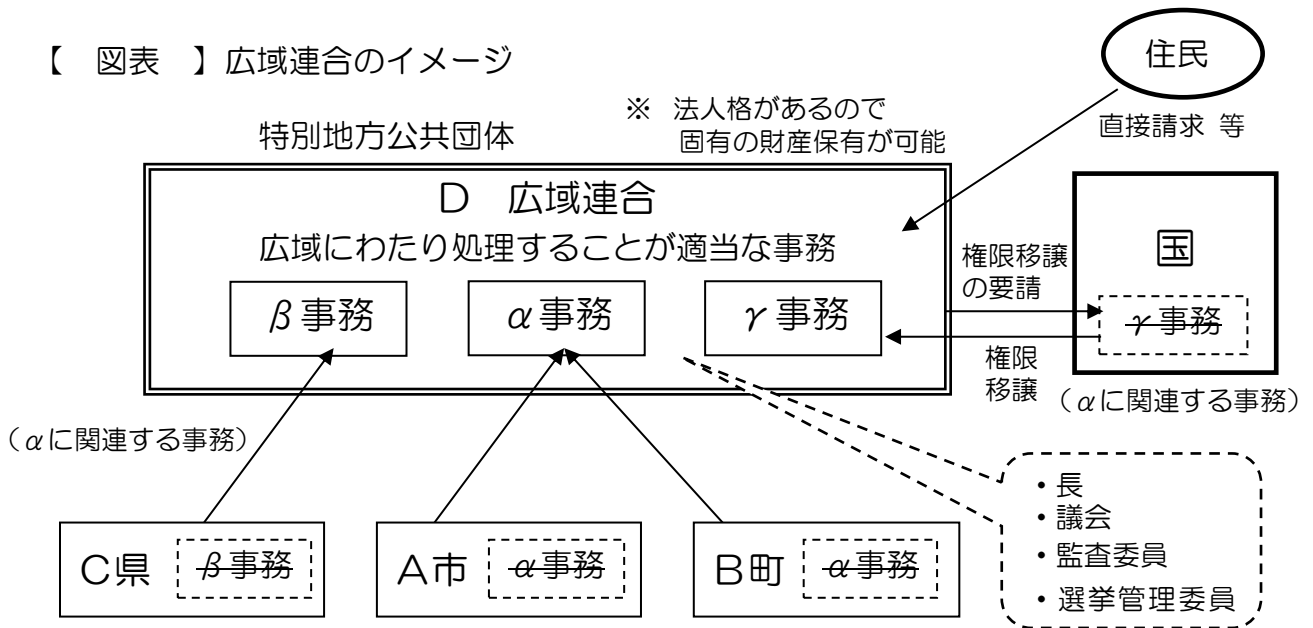 【　図表　】広域連合のイメージ
住民
直接請求 等
特別地方公共団体
※　法人格があるので
固有の財産保有が可能
D　広域連合
広域にわたり処理することが適当な事務
β事務
α事務
γ事務
権限移譲
の要請
権限
移譲
国
γ事務
（αに関連する事務）
（αに関連する事務）
C県
β事務
A市
α事務
B町
α事務
・長
・議会
・監査委員
・選挙管理委員